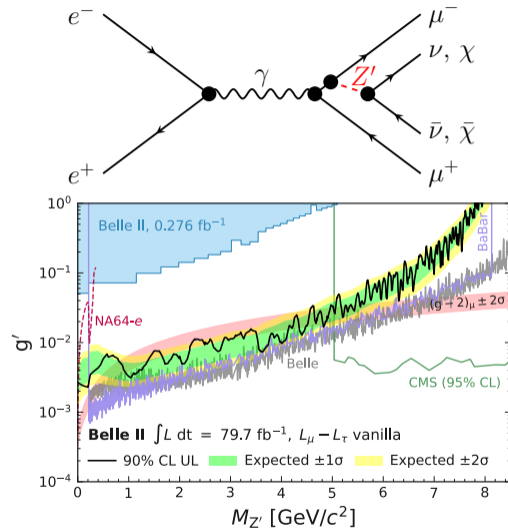 e⁻
μ⁻
ν, χ
γ
Z′
ν̄, χ̄
e⁺
μ⁺
10⁰
Belle II, 0.276 fb⁻¹
BaBar
10⁻¹
NA64-e
(g−2)μ ± 2σ
g′
10⁻²
Belle
CMS (95% CL)
10⁻³
Belle II ∫L dt = 79.7 fb⁻¹, Lμ − Lτ vanilla
90% CL UL Expected ±1σ Expected ±2σ
10⁻⁴
0 1 2 3 4 5 6 7 8
M_Z′ [GeV/c²]